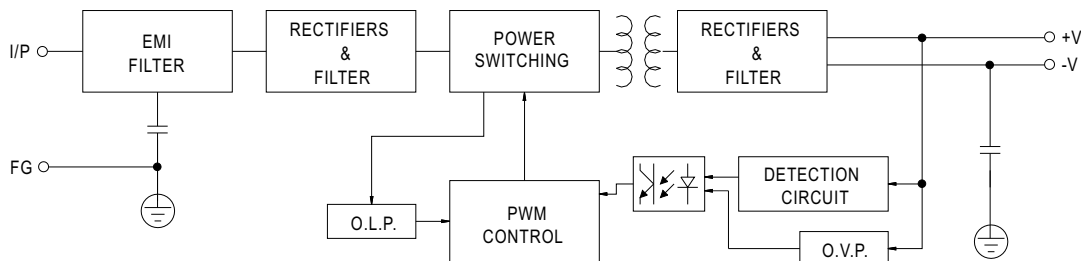 I/P
EMI
FILTER
RECTIFIERS
&
FILTER
POWER
SWITCHING
RECTIFIERS
&
FILTER
+V
-V
FG
O.L.P.
PWM
CONTROL
DETECTION
CIRCUIT
O.V.P.